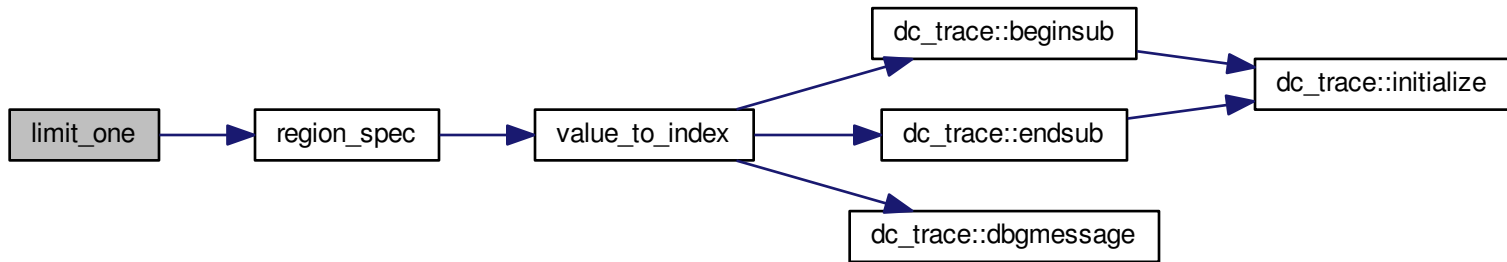 limit_one
region_spec
value_to_index
dc_trace::beginsub
dc_trace::endsub
dc_trace::dbgmessage
dc_trace::initialize